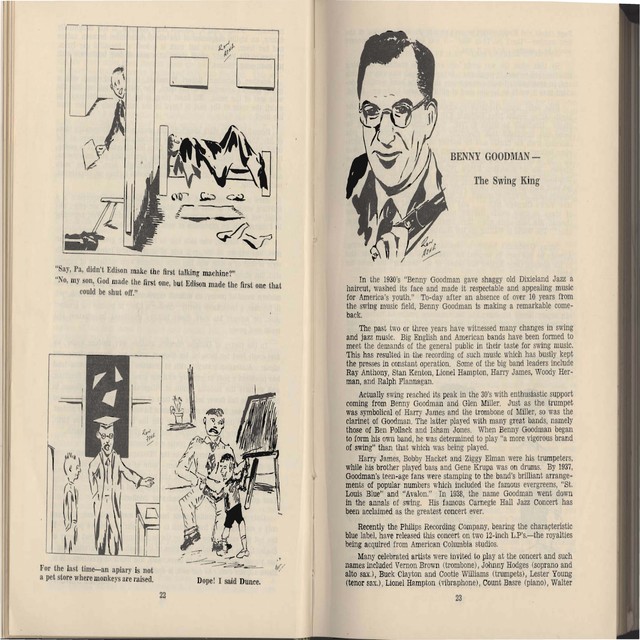 "Say, Pa, didn't Edison make the first talking machine?"
"No, my son, God made the first one, but Edison made the first one that
could be shut off."
For the last time—an apiary is not
a pet store where monkeys are raised.
Dope! I said Dunce.
22
BENNY GOODMAN—
The Swing King
In the 1930's "Benny Goodman gave shaggy old Dixieland Jazz a
haircut, washed its face and made it respectable and appealing music
for America's youth." To-day after an absence of over 10 years from
the swing music field, Benny Goodman is making a remarkable come-
back.
The past two or three years have witnessed many changes in swing
and jazz music. Big English and American bands have been formed to
meet the demands of the general public in their taste for swing music.
This has resulted in the recording of such music which has busily kept
the presses in constant operation. Some of the big band leaders include
Ray Anthony, Stan Kenton, Lionel Hampton, Harry James, Woody Her-
man, and Ralph Flannagan.
Actually swing reached its peak in the 30's with enthusiastic support
coming from Benny Goodman and Glen Miller. Just as the trumpet
was symbolical of Harry James and the trombone of Miller, so was the
clarinet of Goodman. The latter played with many great bands, namely
those of Ben Pollack and Isham Jones. When Benny Goodman began
to form his own band, he was determined to play "a more vigorous brand
of swing" than that which was being played.
Harry James, Bobby Hacket and Ziggy Elman were his trumpeters,
while his brother played bass and Gene Krupa was on drums. By 1937,
Goodman's teen-age fans were stamping to the band's brilliant arrange-
ments of popular numbers which included the famous evergreens, "St.
Louis Blue" and "Avalon." In 1938, the name Goodman went down
in the annals of swing. His famous Carnegie Hall Jazz Concert has
been acclaimed as the greatest concert ever.
Recently the Philips Recording Company, bearing the characteristic
blue label, have released this concert on two 12-inch L.P's.—the royalties
being acquired from American Columbia studios.
Many celebrated artists were invited to play at the concert and such
names included Vernon Brown (trombone), Johnny Hodges (soprano and
alto sax.), Buck Clayton and Cootie Williams (trumpets), Lester Young
(tenor sax.), Lionel Hampton (vibraphone), Count Basie (piano), Walter
23